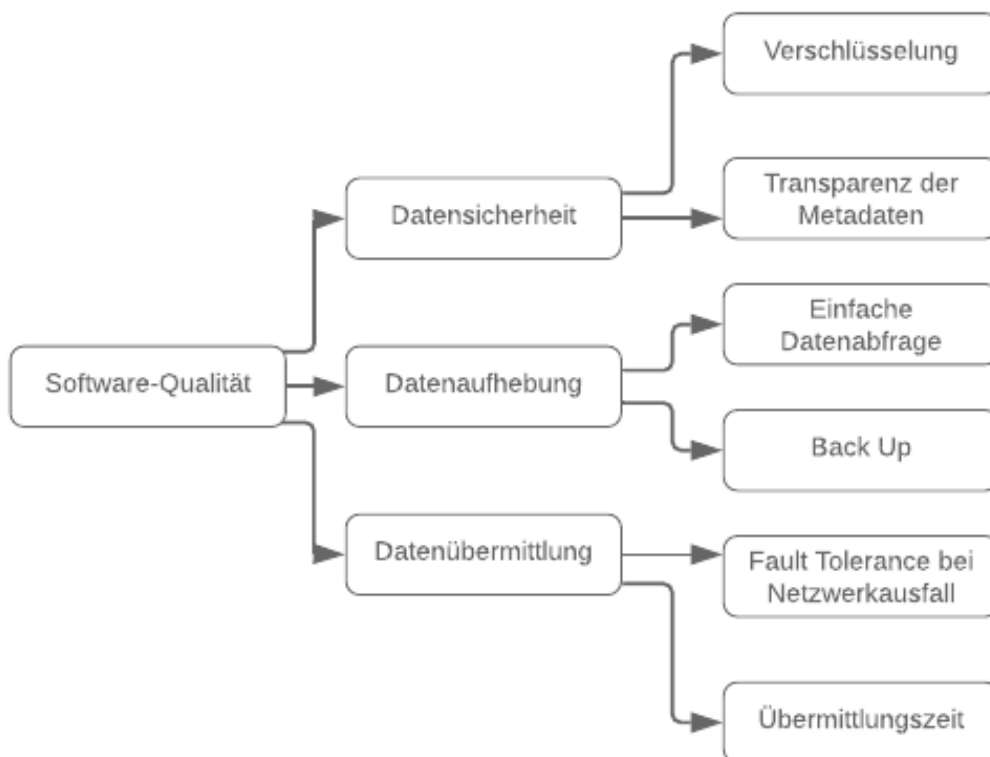 Software-Qualität
Datensicherheit
Verschlüsselung
Transparenz der
Metadaten
Datenaufhebung
Einfache
Datenabfrage
Back Up
Datenübermittlung
Fault Tolerance bei
Netzwerkausfall
Übermittlungszeit